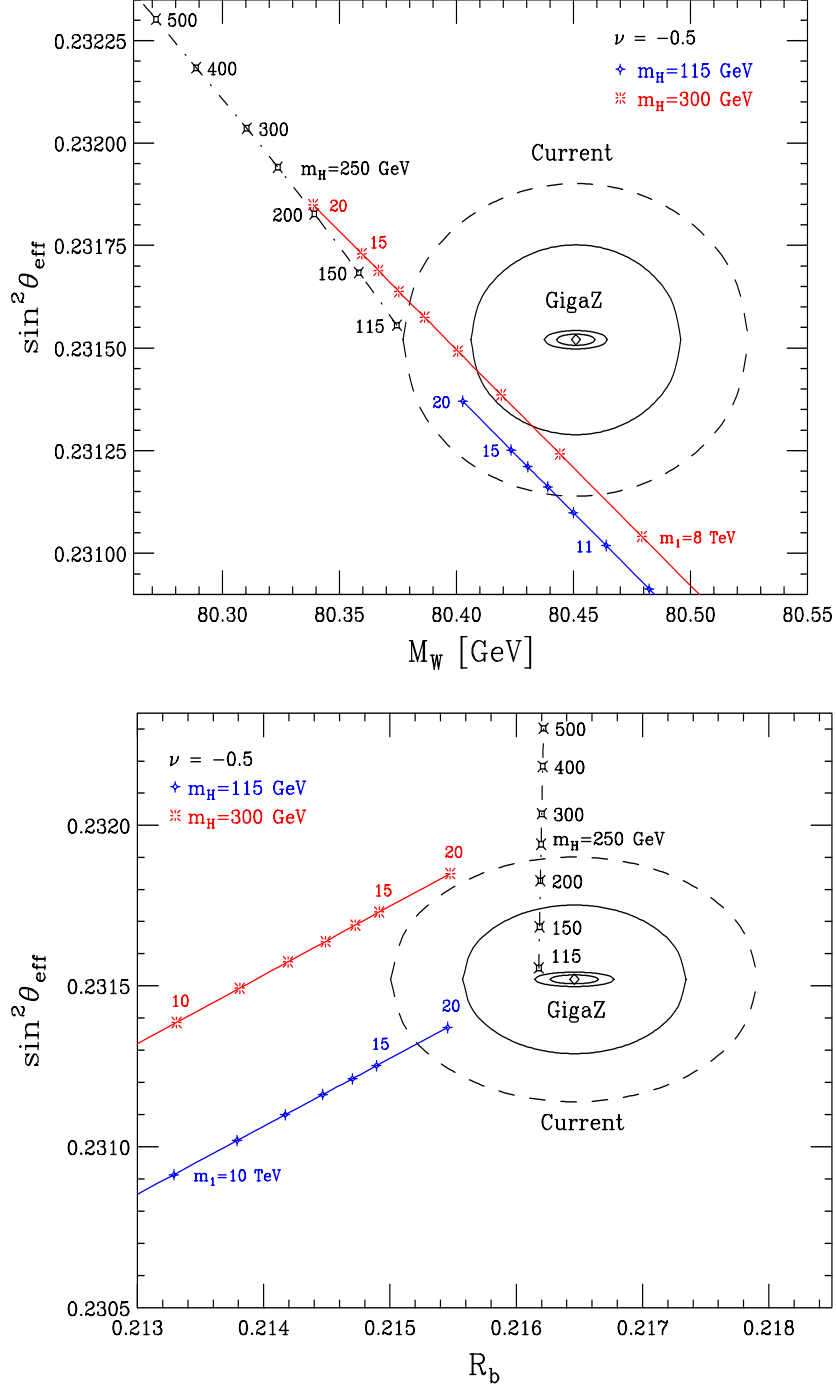 0.23225
0.23200
0.23175
0.23150
0.23125
0.23100
sin²θ_eff
500
400
300
m_H=250 GeV
200
150
115
ν = −0.5
m_H=115 GeV
m_H=300 GeV
Current
GigaZ
20
15
m_1=8 TeV
20
15
11
80.30
80.35
80.40
80.45
80.50
80.55
M_W [GeV]
ν = −0.5
m_H=115 GeV
m_H=300 GeV
500
400
300
m_H=250 GeV
200
150
115
20
15
10
20
15
m_1=10 TeV
GigaZ
Current
0.2320
0.2315
0.2310
0.2305
sin²θ_eff
0.213
0.214
0.215
0.216
0.217
0.218
R_b